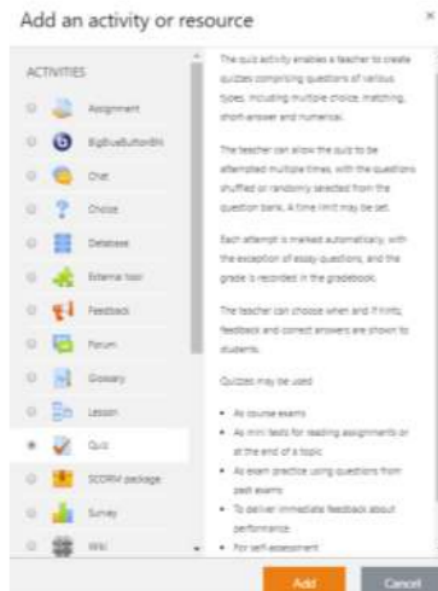 Add an activity or resource
×
ACTIVITIES
Assignment
BigBlueButtonBN
Chat
Choice
Database
External tool
Feedback
Forum
Glossary
Lesson
Quiz
SCORM package
Survey
Wiki
The quiz activity enables a teacher to create
quizzes comprising questions of various
types, including multiple choice, matching,
short-answer and numerical.
The teacher can allow the quiz to be
attempted multiple times, with the questions
shuffled or randomly selected from the
question bank. A time limit may be set.
Each attempt is marked automatically, with
the exception of essay questions, and the
grade is recorded in the gradebook.
The teacher can choose when and if hints,
feedback and correct answers are shown to
students.
Quizzes may be used
• As course exams
• As mini tests for reading assignments or
at the end of a topic
• As exam practice using questions from
past exams
• To deliver immediate feedback about
performance
• For self-assessment
Add
Cancel